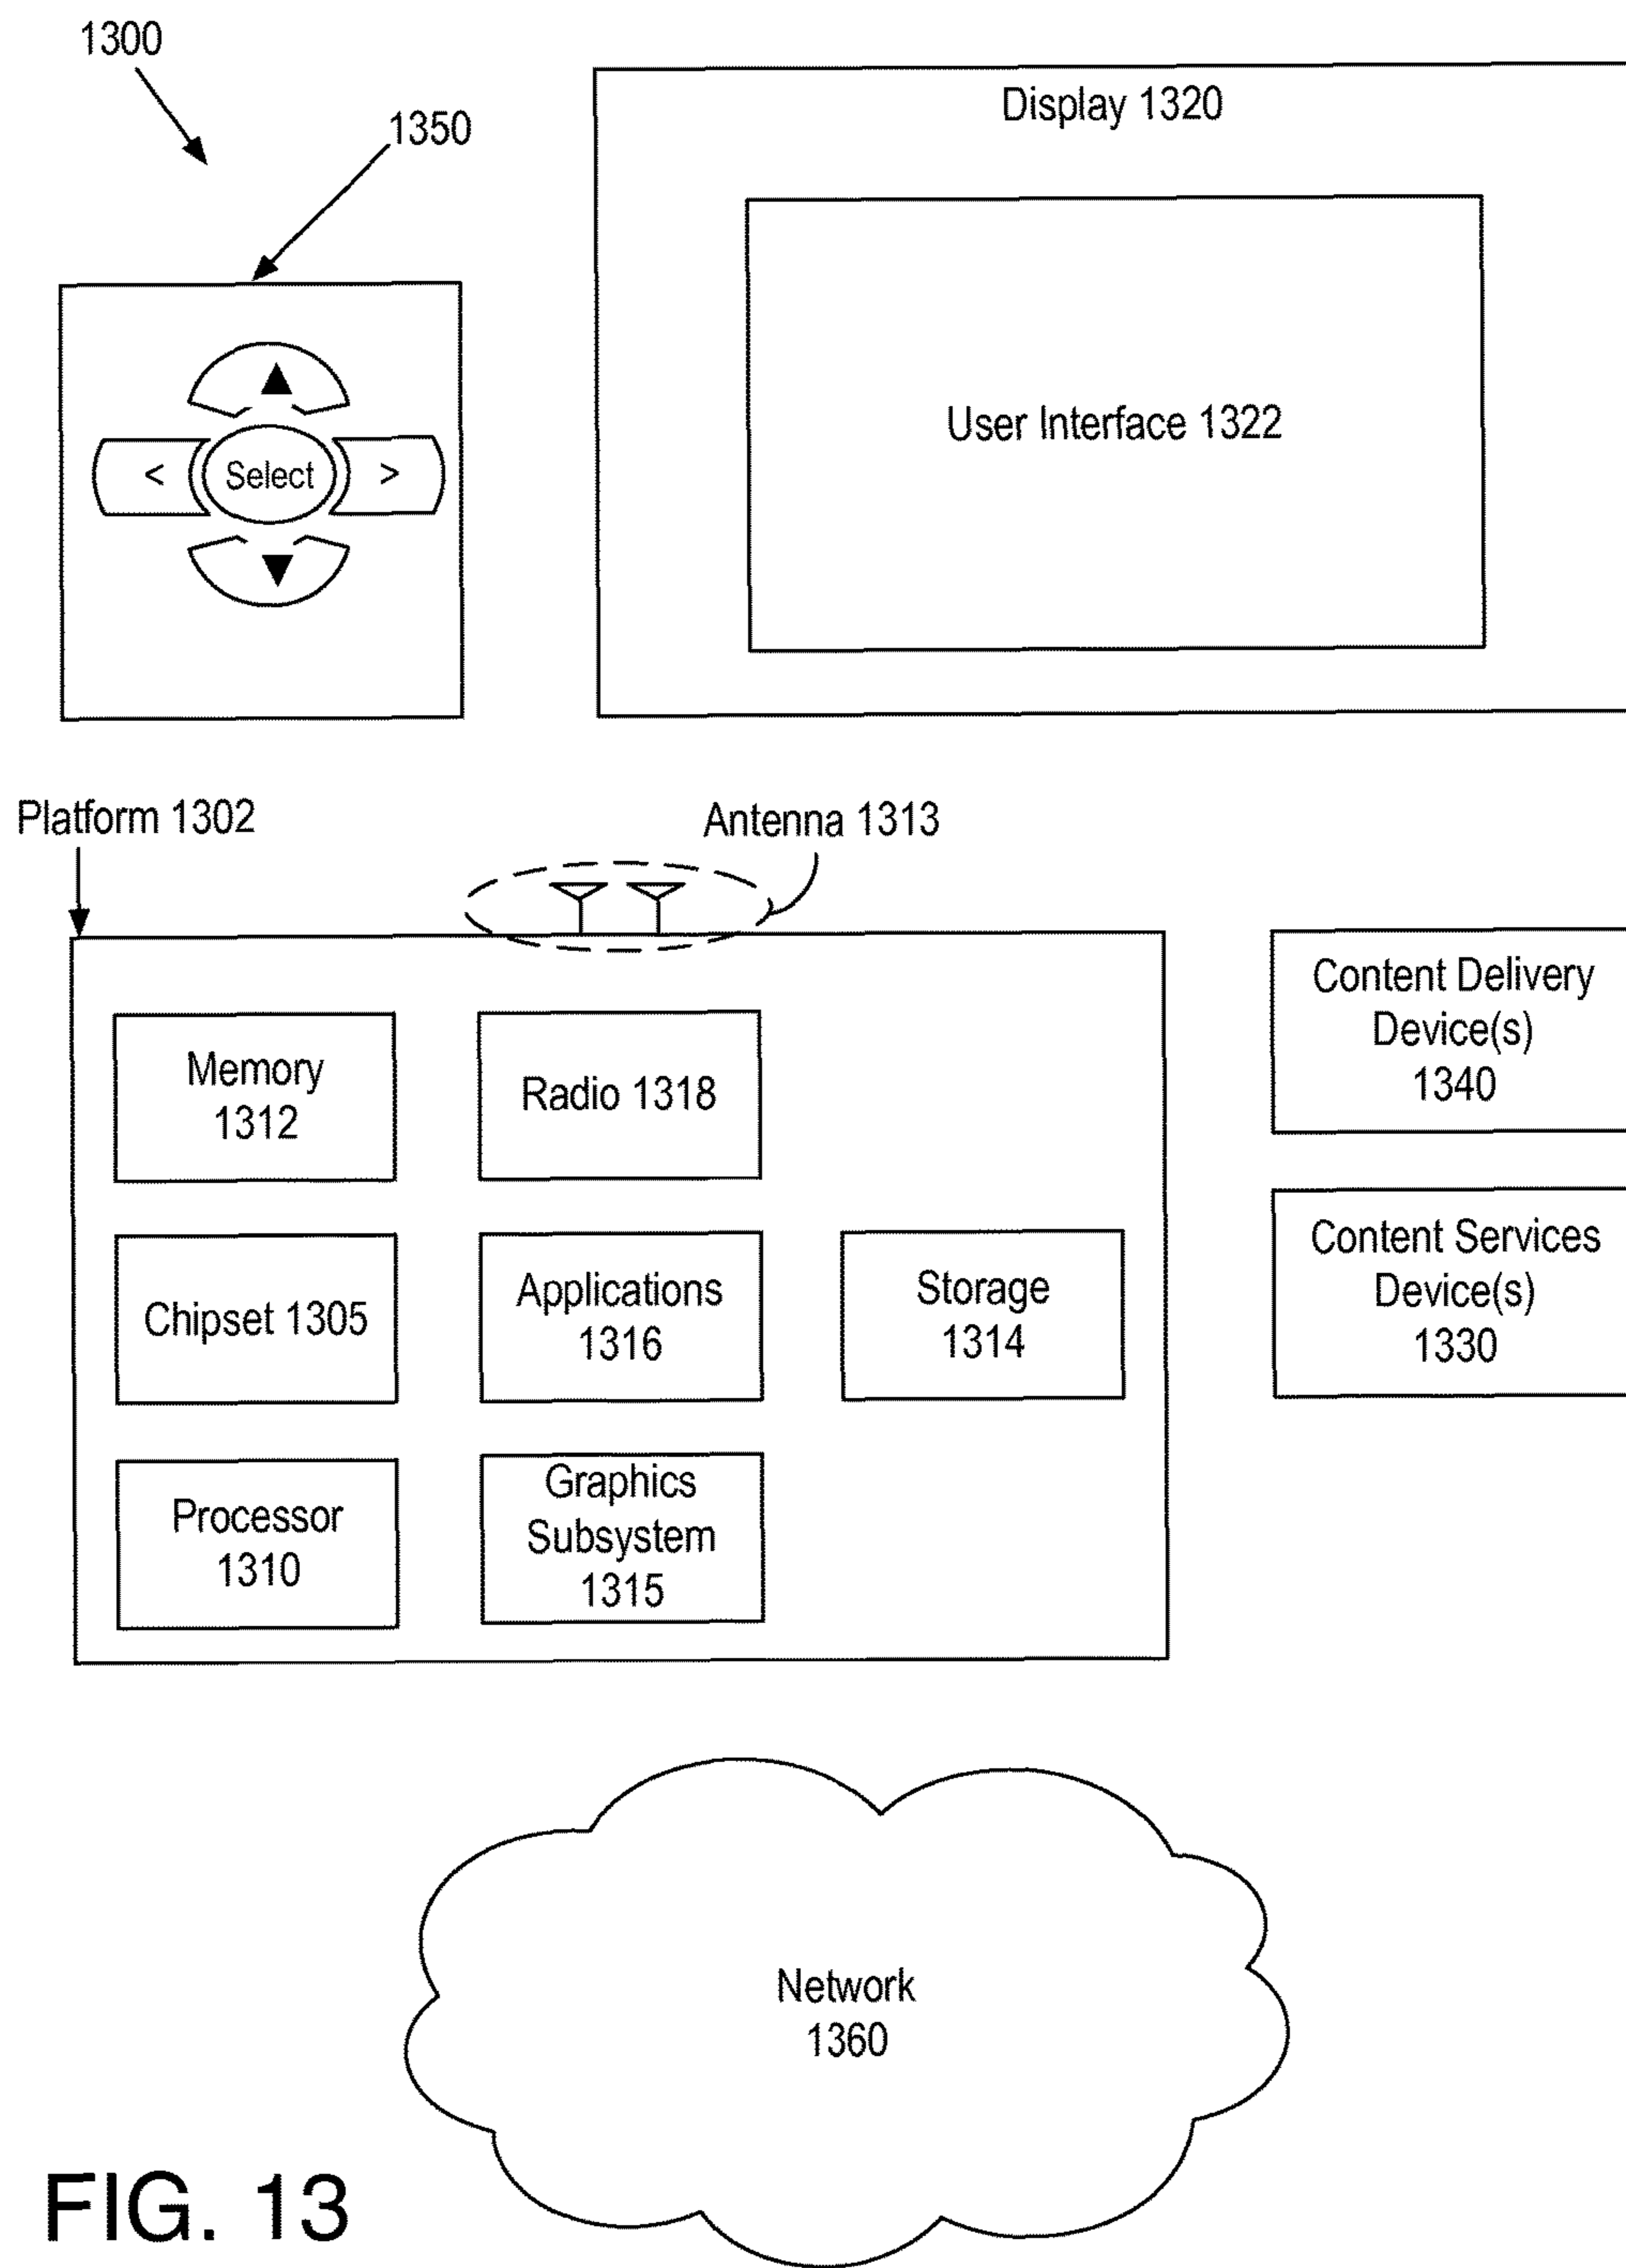 1300
1350
Display 1320
User Interface 1322
<
Select
>
Platform 1302
Antenna 1313
Memory
1312
Radio 1318
Content Delivery
Device(s)
1340
Chipset 1305
Applications
1316
Storage
1314
Content Services
Device(s)
1330
Processor
1310
Graphics
Subsystem
1315
Network
1360
FIG. 13